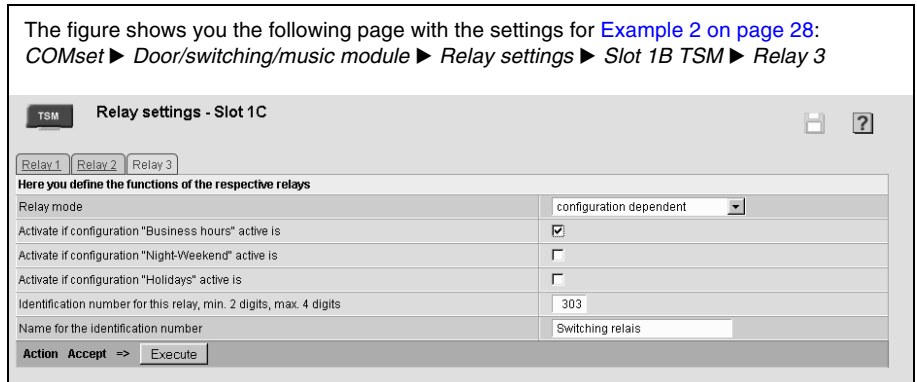 The figure shows you the following page with the settings for Example 2 on page 28:
COMset ▶ Door/switching/music module ▶ Relay settings ▶ Slot 1B TSM ▶ Relay 3
TSM Relay settings - Slot 1C ?
Relay 1 Relay 2 Relay 3
Here you define the functions of the respective relays
Relay mode configuration dependent
Activate if configuration "Business hours" active is
Activate if configuration "Night-Weekend" active is
Activate if configuration "Holidays" active is
Identification number for this relay, min. 2 digits, max. 4 digits 303
Name for the identification number Switching relais
Action Accept => Execute